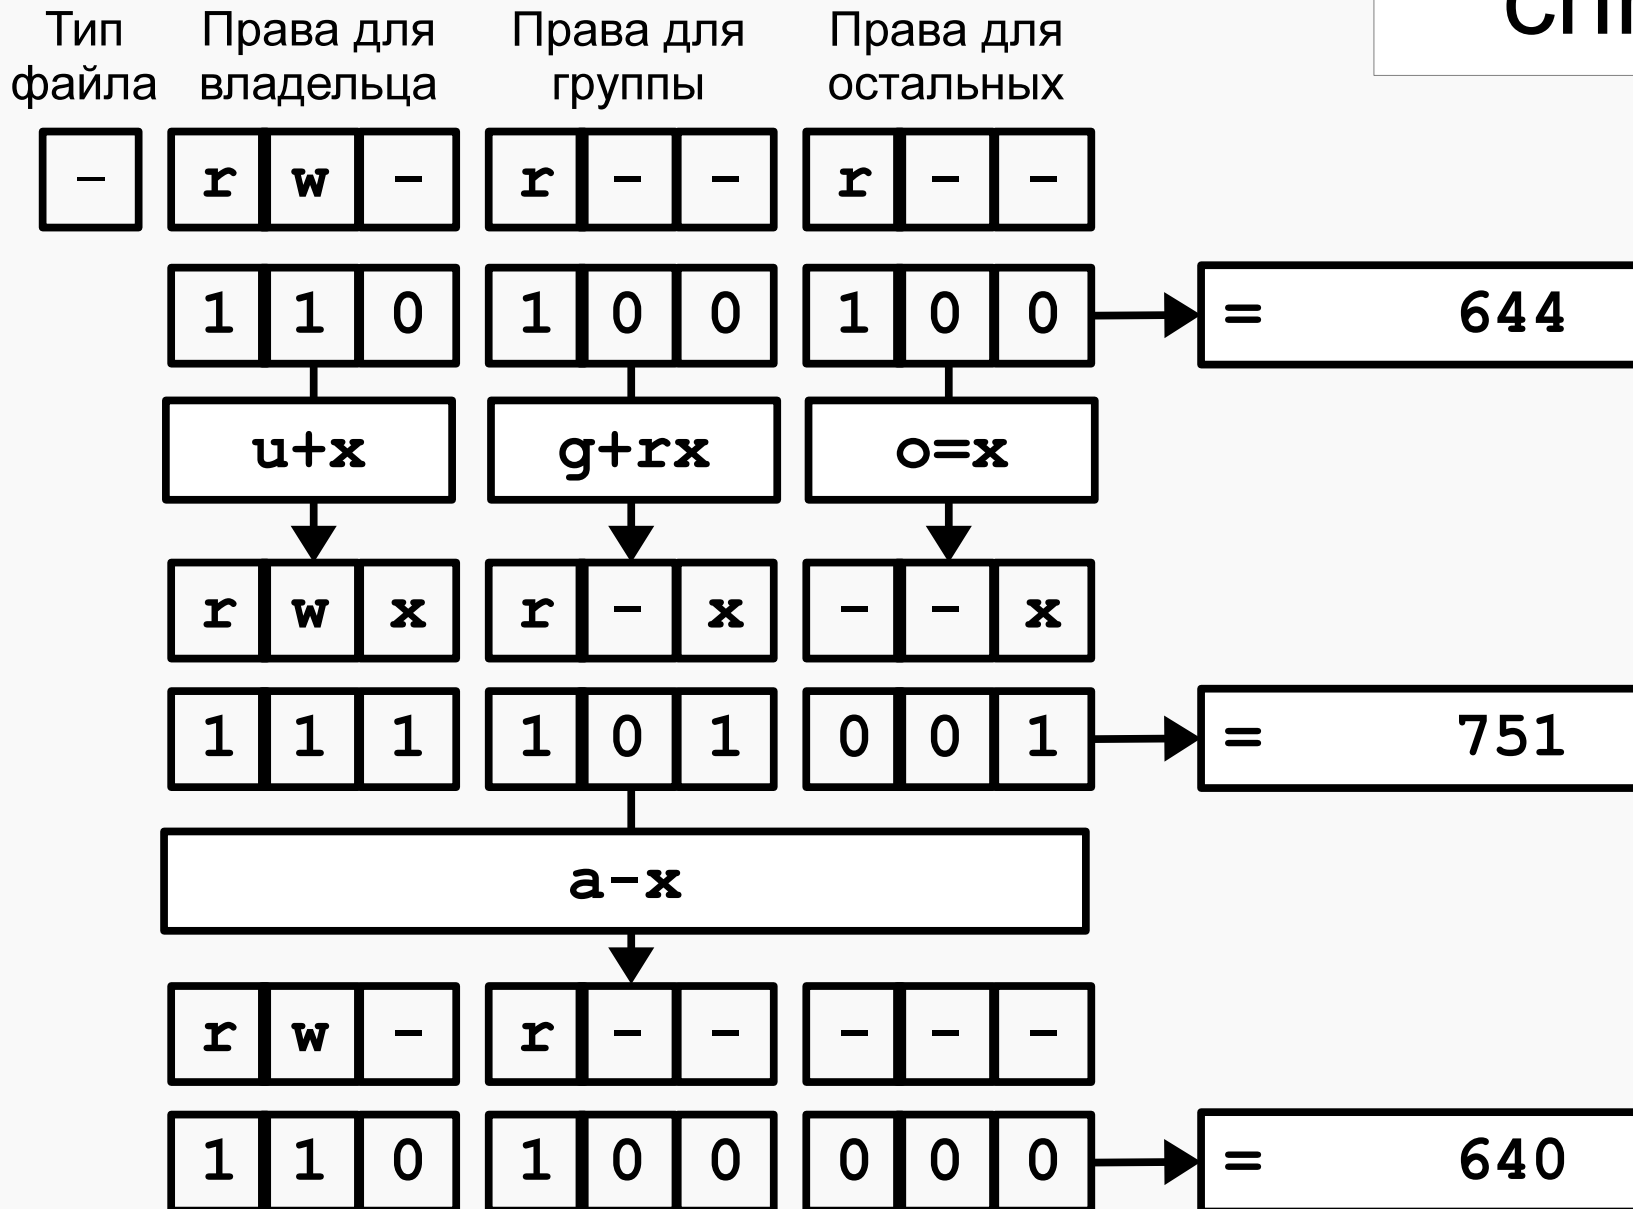 Тип файла
Права для владельца
Права для группы
Права для остальных
- r w - r - - r - -
1 1 0 1 0 0 1 0 0 = 644
u+x g+rx o=x
r w x r - x - - x
1 1 1 1 0 1 0 0 1 = 751
a-x
r w - r - - - - -
1 1 0 1 0 0 0 0 0 = 640